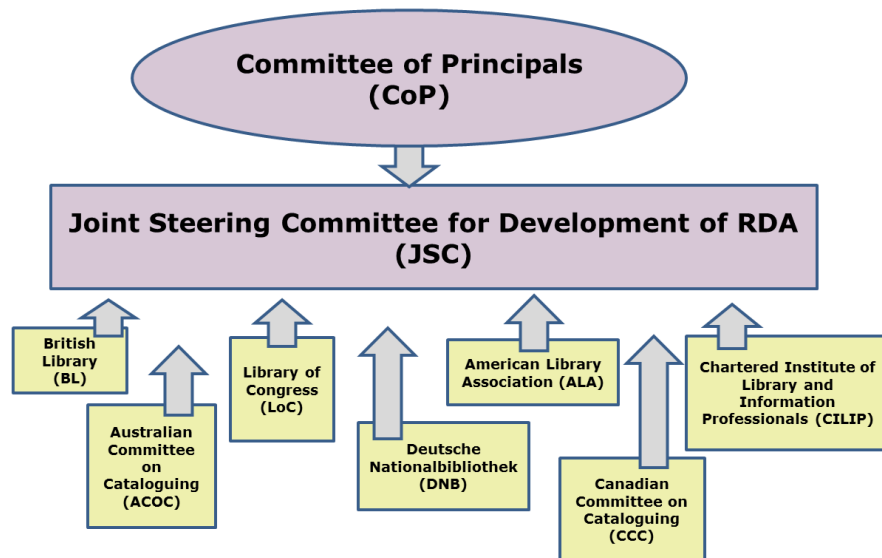 Committee of Principals
(CoP)
Joint Steering Committee for Development of RDA
(JSC)
British
Library
(BL)
Australian
Committee
on
Cataloguing
(ACOC)
Library of
Congress
(LoC)
Deutsche
Nationalbibliothek
(DNB)
American Library
Association (ALA)
Canadian
Committee on
Cataloguing
(CCC)
Chartered Institute of
Library and
Information
Professionals (CILIP)